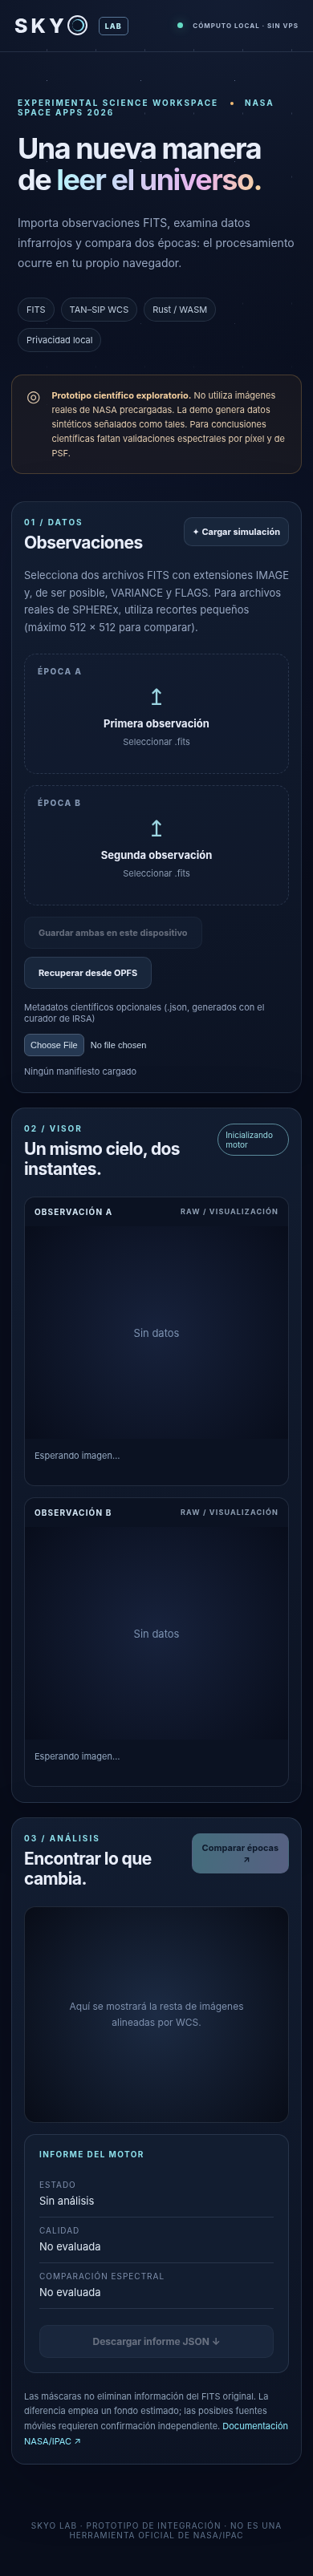 SKYO LAB CÓMPUTO LOCAL · SIN VPS
EXPERIMENTAL SCIENCE WORKSPACE • NASA
SPACE APPS 2026
Una nueva manera
de leer el universo.
Importa observaciones FITS, examina datos
infrarrojos y compara dos épocas: el procesamiento
ocurre en tu propio navegador.
FITS TAN–SIP WCS Rust / WASM
Privacidad local
Prototipo científico exploratorio. No utiliza imágenes
reales de NASA precargadas. La demo genera datos
sintéticos señalados como tales. Para conclusiones
científicas faltan validaciones espectrales por píxel y de
PSF.
01 / DATOS
Observaciones
✦ Cargar simulación
Selecciona dos archivos FITS con extensiones IMAGE
y, de ser posible, VARIANCE y FLAGS. Para archivos
reales de SPHEREx, utiliza recortes pequeños
(máximo 512 × 512 para comparar).
ÉPOCA A
↥
Primera observación
Seleccionar .fits
ÉPOCA B
↥
Segunda observación
Seleccionar .fits
Guardar ambas en este dispositivo
Recuperar desde OPFS
Metadatos científicos opcionales (.json, generados con el
curador de IRSA)
Choose File No file chosen
Ningún manifiesto cargado
02 / VISOR
Un mismo cielo, dos
instantes.
Inicializando
motor
OBSERVACIÓN A RAW / VISUALIZACIÓN
Sin datos
Esperando imagen...
OBSERVACIÓN B RAW / VISUALIZACIÓN
Sin datos
Esperando imagen...
03 / ANÁLISIS
Encontrar lo que
cambia.
Comparar épocas
↗
Aquí se mostrará la resta de imágenes
alineadas por WCS.
INFORME DEL MOTOR
ESTADO
Sin análisis
CALIDAD
No evaluada
COMPARACIÓN ESPECTRAL
No evaluada
Descargar informe JSON ↓
Las máscaras no eliminan información del FITS original. La
diferencia emplea un fondo estimado; las posibles fuentes
móviles requieren confirmación independiente. Documentación
NASA/IPAC ↗
SKYO LAB · PROTOTIPO DE INTEGRACIÓN · NO ES UNA
HERRAMIENTA OFICIAL DE NASA/IPAC